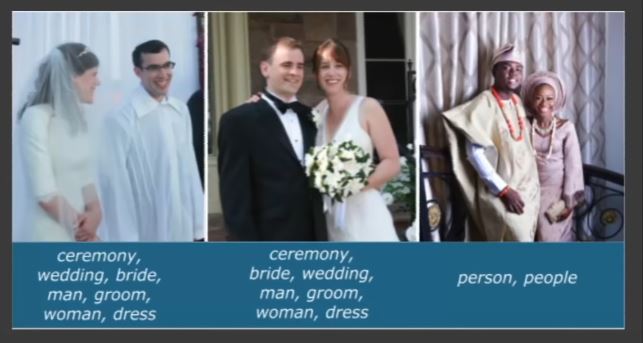 ceremony,
wedding, bride,
man, groom,
woman, dress
ceremony,
bride, wedding,
man, groom,
woman, dress
person, people